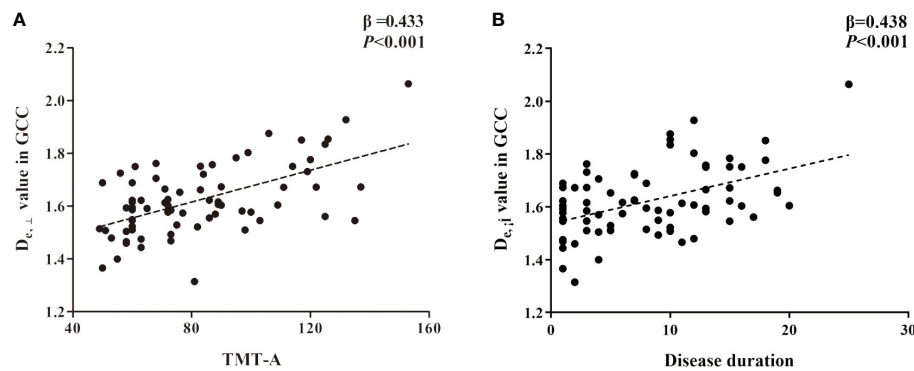 A
β =0.433
P<0.001
2.2
2.0
1.8
1.6
1.4
1.2
De,⊥ value in GCC
40
80
120
160
TMT-A
B
β=0.438
P<0.001
2.2
2.0
1.8
1.6
1.4
1.2
De,¡í value in GCC
0
10
20
30
Disease duration